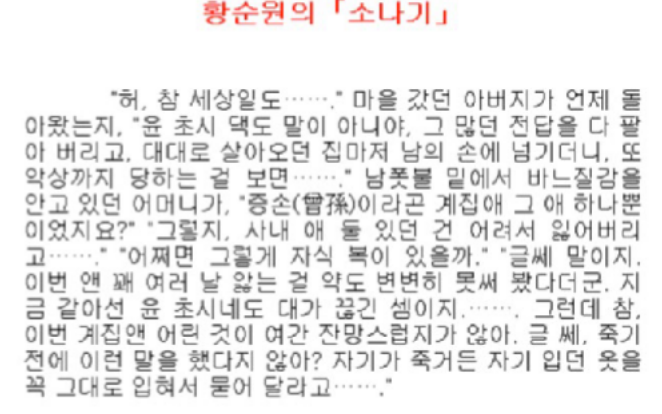 황순원의「소나기」
"허, 참 세상일도……." 마을 갔던 아버지가 언제 돌
아왔는지, "윤 초시 댁도 말이 아니야, 그 많던 전답을 다 팔
아 버리고, 대대로 살아오던 집마저 남의 손에 넘기더니, 또
악상까지 당하는 걸 보면……." 남폿불 밑에서 바느질감을
안고 있던 어머니가, "증손(曾孫)이라곤 계집애 그 애 하나뿐
이었지요?" "그렇지, 사내 애 둘 있던 건 어려서 잃어버리
고……." "어쩌면 그렇게 자식 복이 있을까." "글쎄 말이지.
이번 앤 꽤 여러 날 앓는 걸 약도 변변히 못써 봤다더군. 지
금 같아선 윤 초시네도 대가 끊긴 셈이지.……. 그런데 참,
이번 계집앤 어린 것이 여간 잔망스럽지가 않아. 글 쎄, 죽기
전에 이런 말을 했다지 않아? 자기가 죽거든 자기 입던 옷을
꼭 그대로 입혀서 묻어 달라고……."